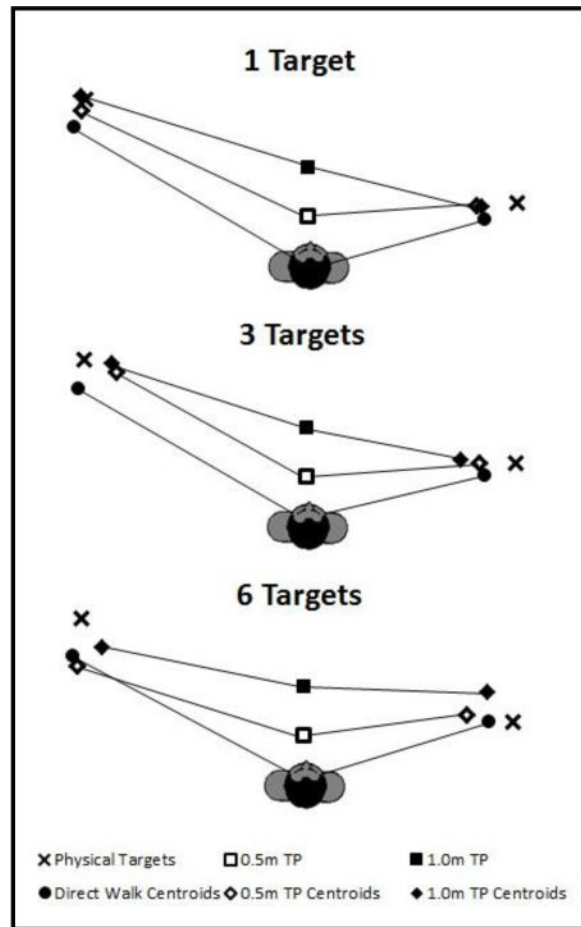 1 Target
3 Targets
6 Targets
Physical Targets 0.5m TP 1.0m TP
Direct Walk Centroids 0.5m TP Centroids 1.0m TP Centroids